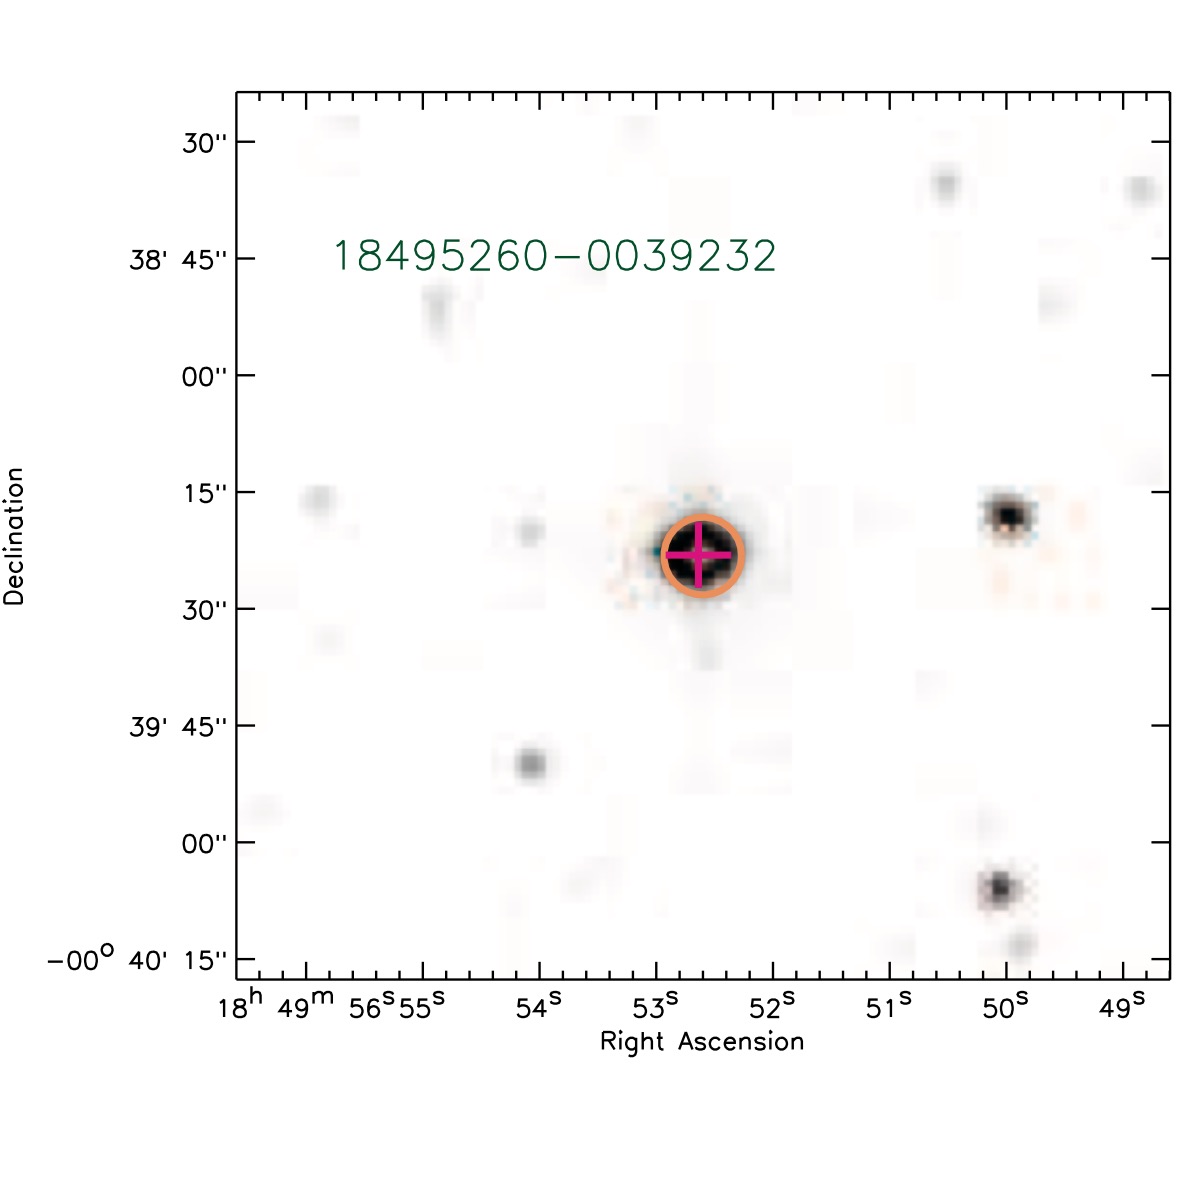 30"
18495260-0039232
38' 45"
00"
15"
30"
39' 45"
00"
-00° 40' 15"
Declination
18h 49m 56s 55s 54s 53s 52s 51s 50s 49s
Right Ascension